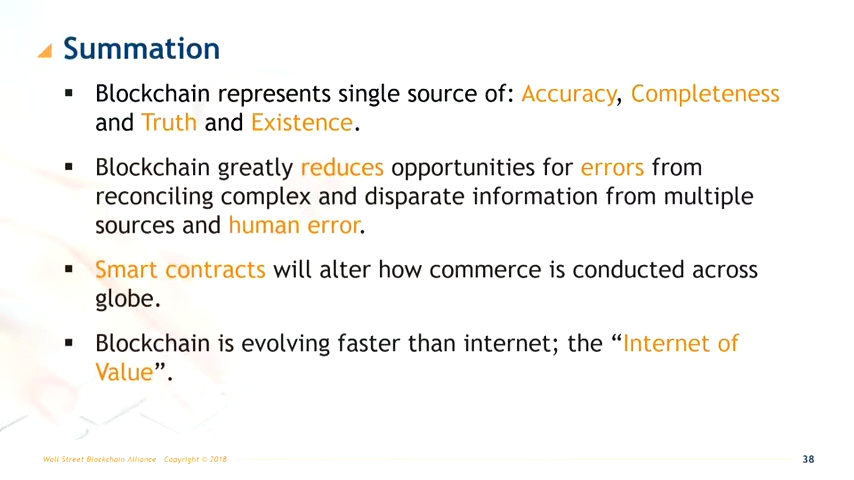 Summation
▪ Blockchain represents single source of: Accuracy, Completeness
and Truth and Existence.
▪ Blockchain greatly reduces opportunities for errors from
reconciling complex and disparate information from multiple
sources and human error.
▪ Smart contracts will alter how commerce is conducted across
globe.
▪ Blockchain is evolving faster than internet; the “Internet of
Value”.
Wall Street Blockchain Alliance Copyright © 2018
38